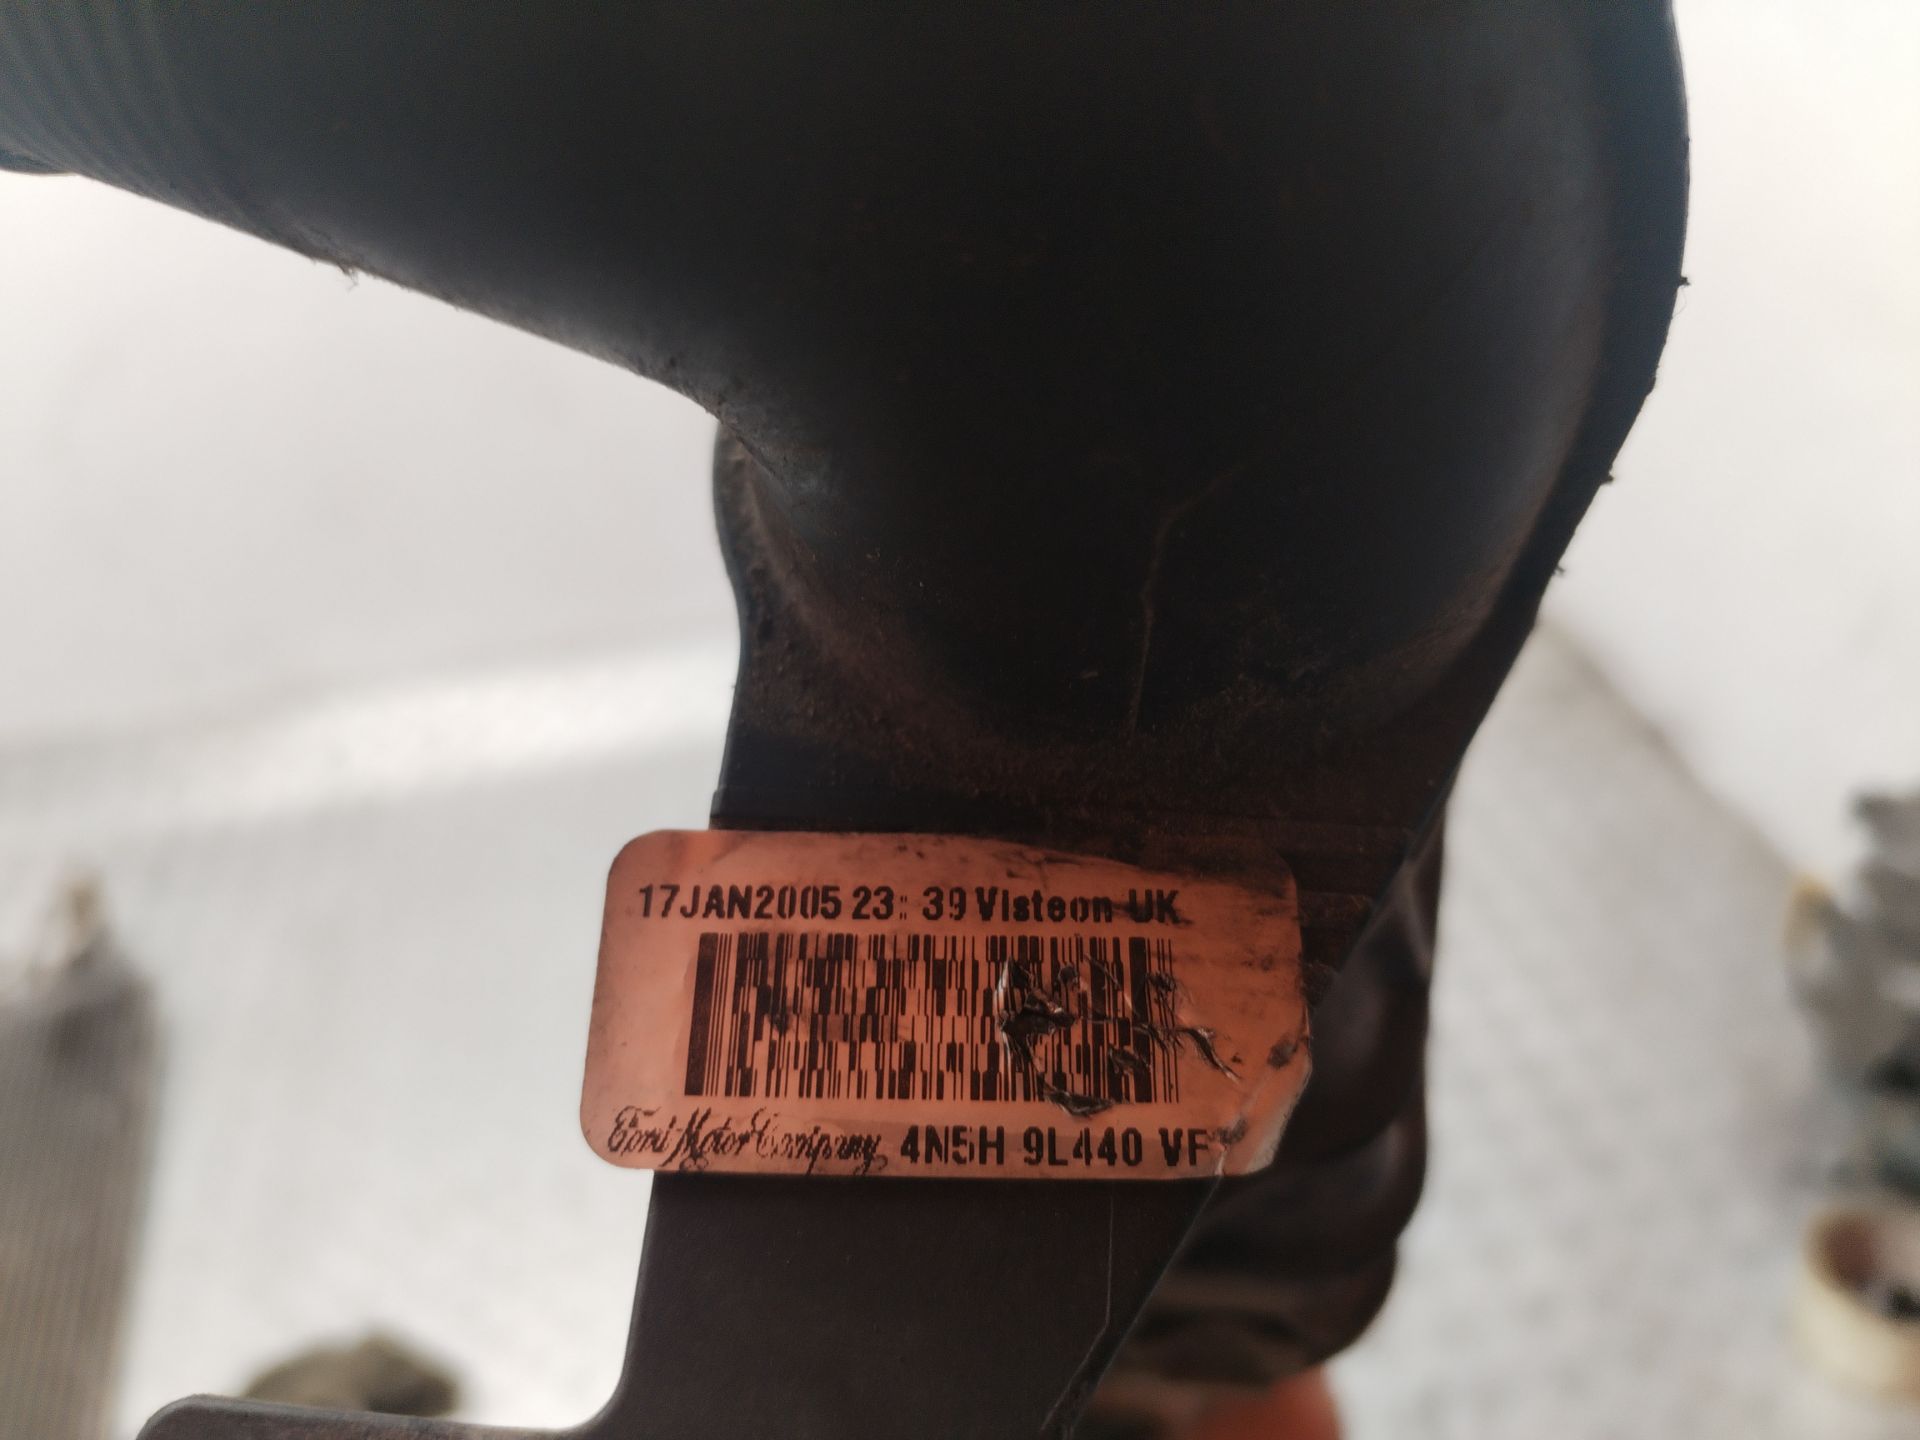 17JAN2005 23: 39 Visteon UK
Ford Motor Company 4N5H 9L440 VF